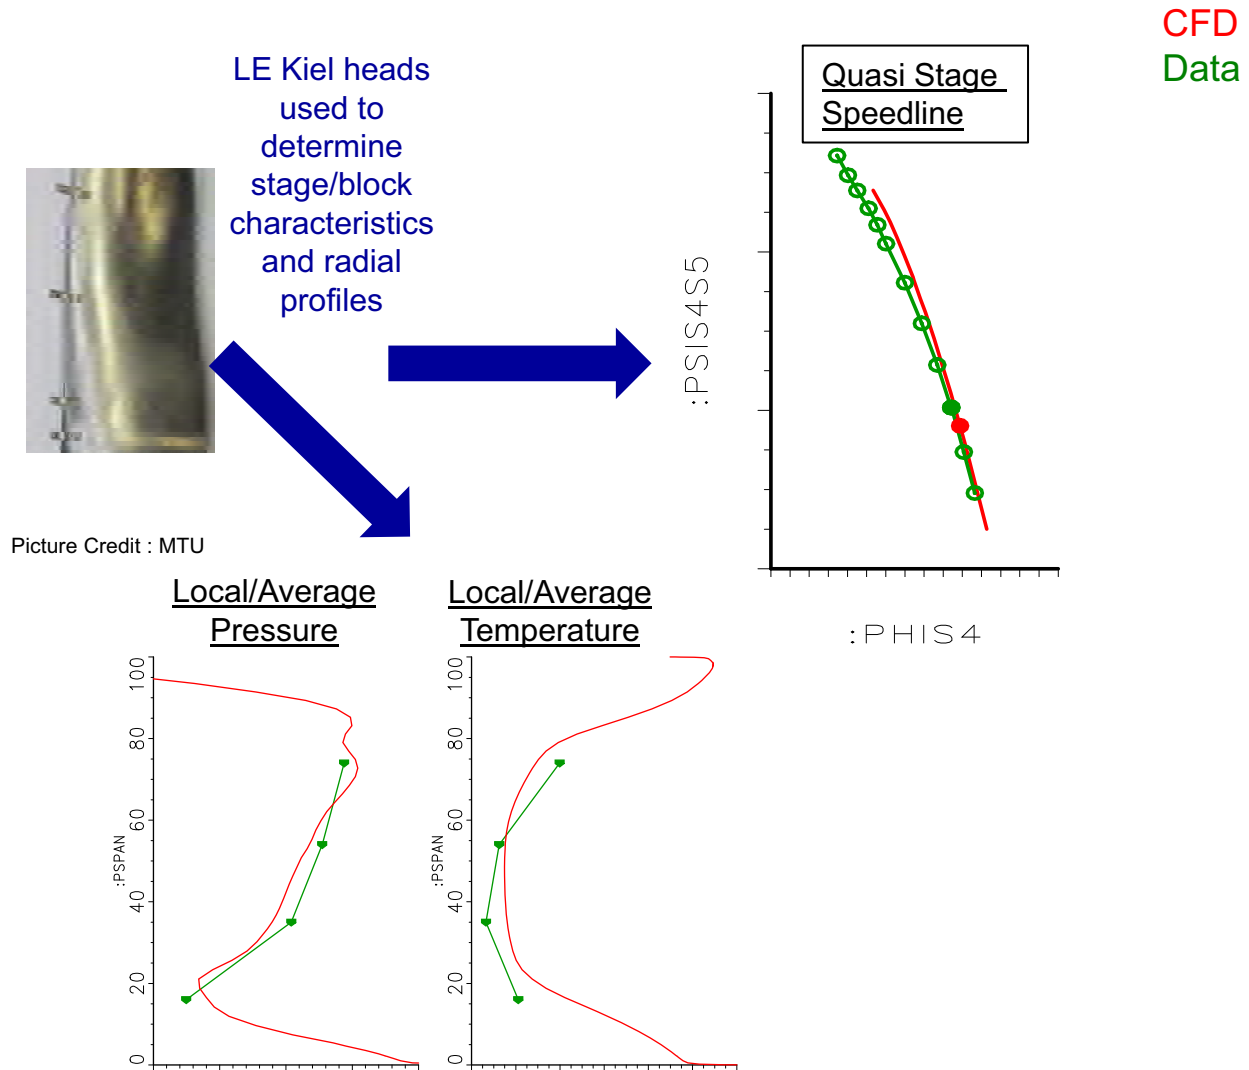 CFD
Data
LE Kiel heads
used to
determine
stage/block
characteristics
and radial
profiles
Quasi Stage
Speedline
:PSIS4S5
:PHIS4
Picture Credit : MTU
Local/Average
Pressure
Local/Average
Temperature
100
80
60
40
20
0
:PSPAN
100
80
60
40
20
0
:PSPAN